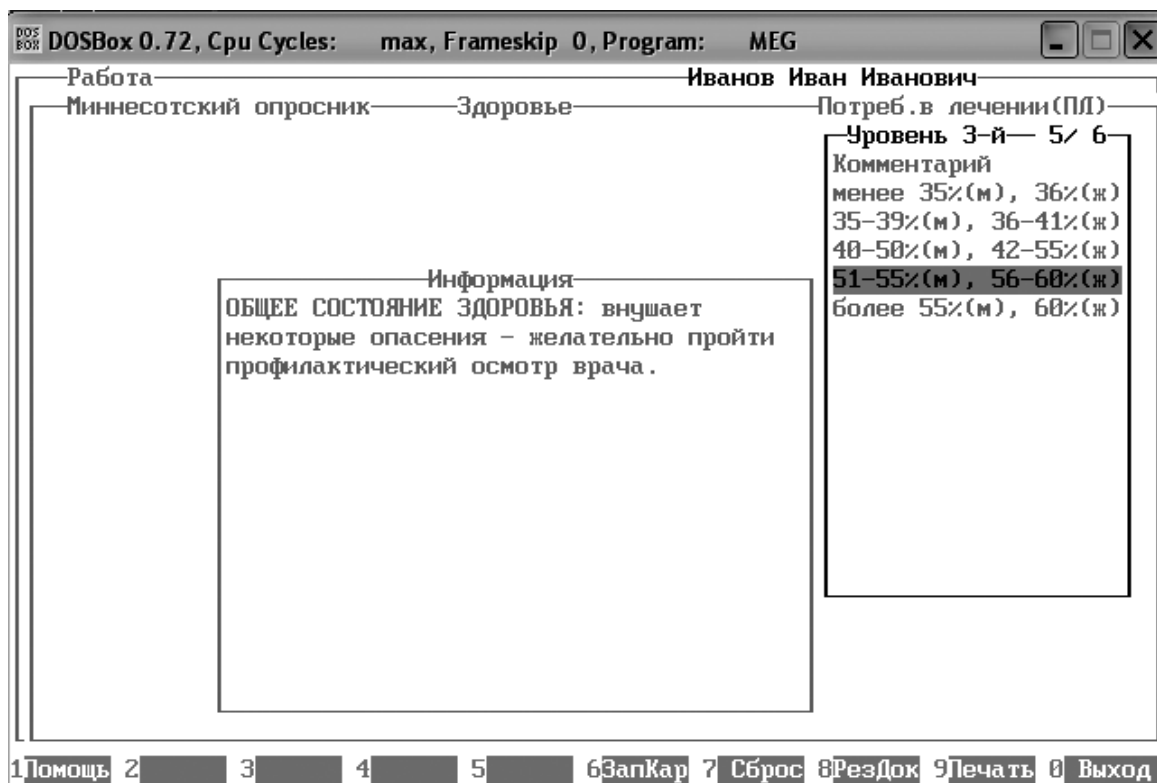 DOS BOX DOSBox 0.72, Cpu Cycles: max, Frameskip 0, Program: MEG
Работа Иванов Иван Иванович
Миннесотский опросник Здоровье Потреб.в лечении(ПЛ)
Уровень 3-й 5/ 6
Комментарий
менее 35%(м), 36%(ж)
35-39%(м), 36-41%(ж)
40-50%(м), 42-55%(ж)
51-55%(м), 56-60%(ж)
более 55%(м), 60%(ж)
Информация
ОБЩЕЕ СОСТОЯНИЕ ЗДОРОВЬЯ: внушает
некоторые опасения - желательно пройти
профилактический осмотр врача.
1Помощь 2 3 4 5 6ЗапКар 7 Сброс 8РезДок 9Печать 0 Выход